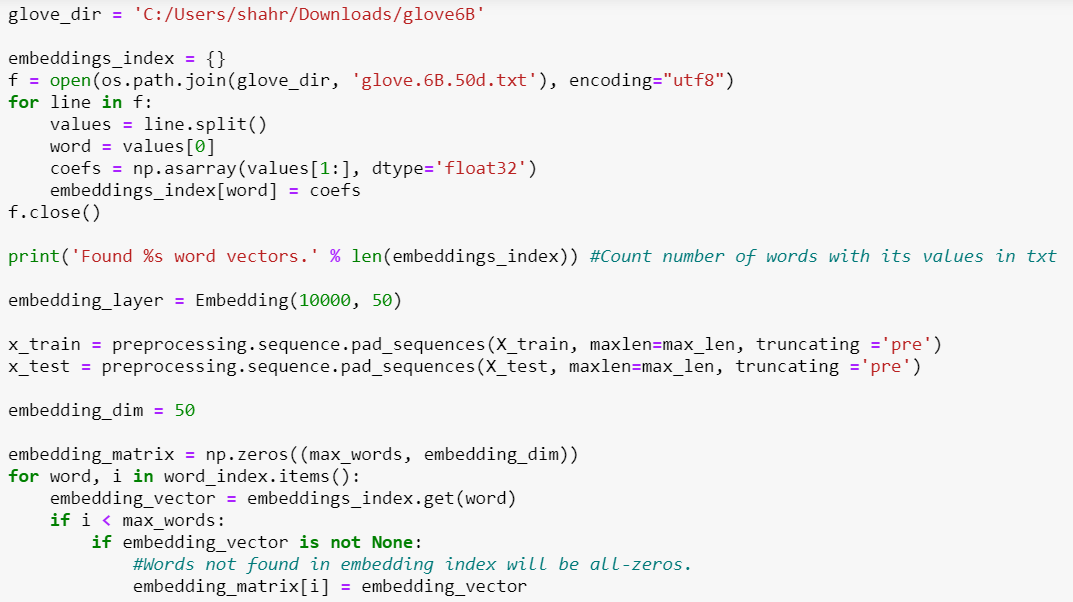 glove_dir = 'C:/Users/shahr/Downloads/glove6B'

embeddings_index = {}
f = open(os.path.join(glove_dir, 'glove.6B.50d.txt'), encoding="utf8")
for line in f:
    values = line.split()
    word = values[0]
    coefs = np.asarray(values[1:], dtype='float32')
    embeddings_index[word] = coefs
f.close()

print('Found %s word vectors.' % len(embeddings_index)) #Count number of words with its values in txt

embedding_layer = Embedding(10000, 50)

x_train = preprocessing.sequence.pad_sequences(X_train, maxlen=max_len, truncating ='pre')
x_test = preprocessing.sequence.pad_sequences(X_test, maxlen=max_len, truncating ='pre')

embedding_dim = 50

embedding_matrix = np.zeros((max_words, embedding_dim))
for word, i in word_index.items():
    embedding_vector = embeddings_index.get(word)
    if i < max_words:
        if embedding_vector is not None:
            #Words not found in embedding index will be all-zeros.
            embedding_matrix[i] = embedding_vector